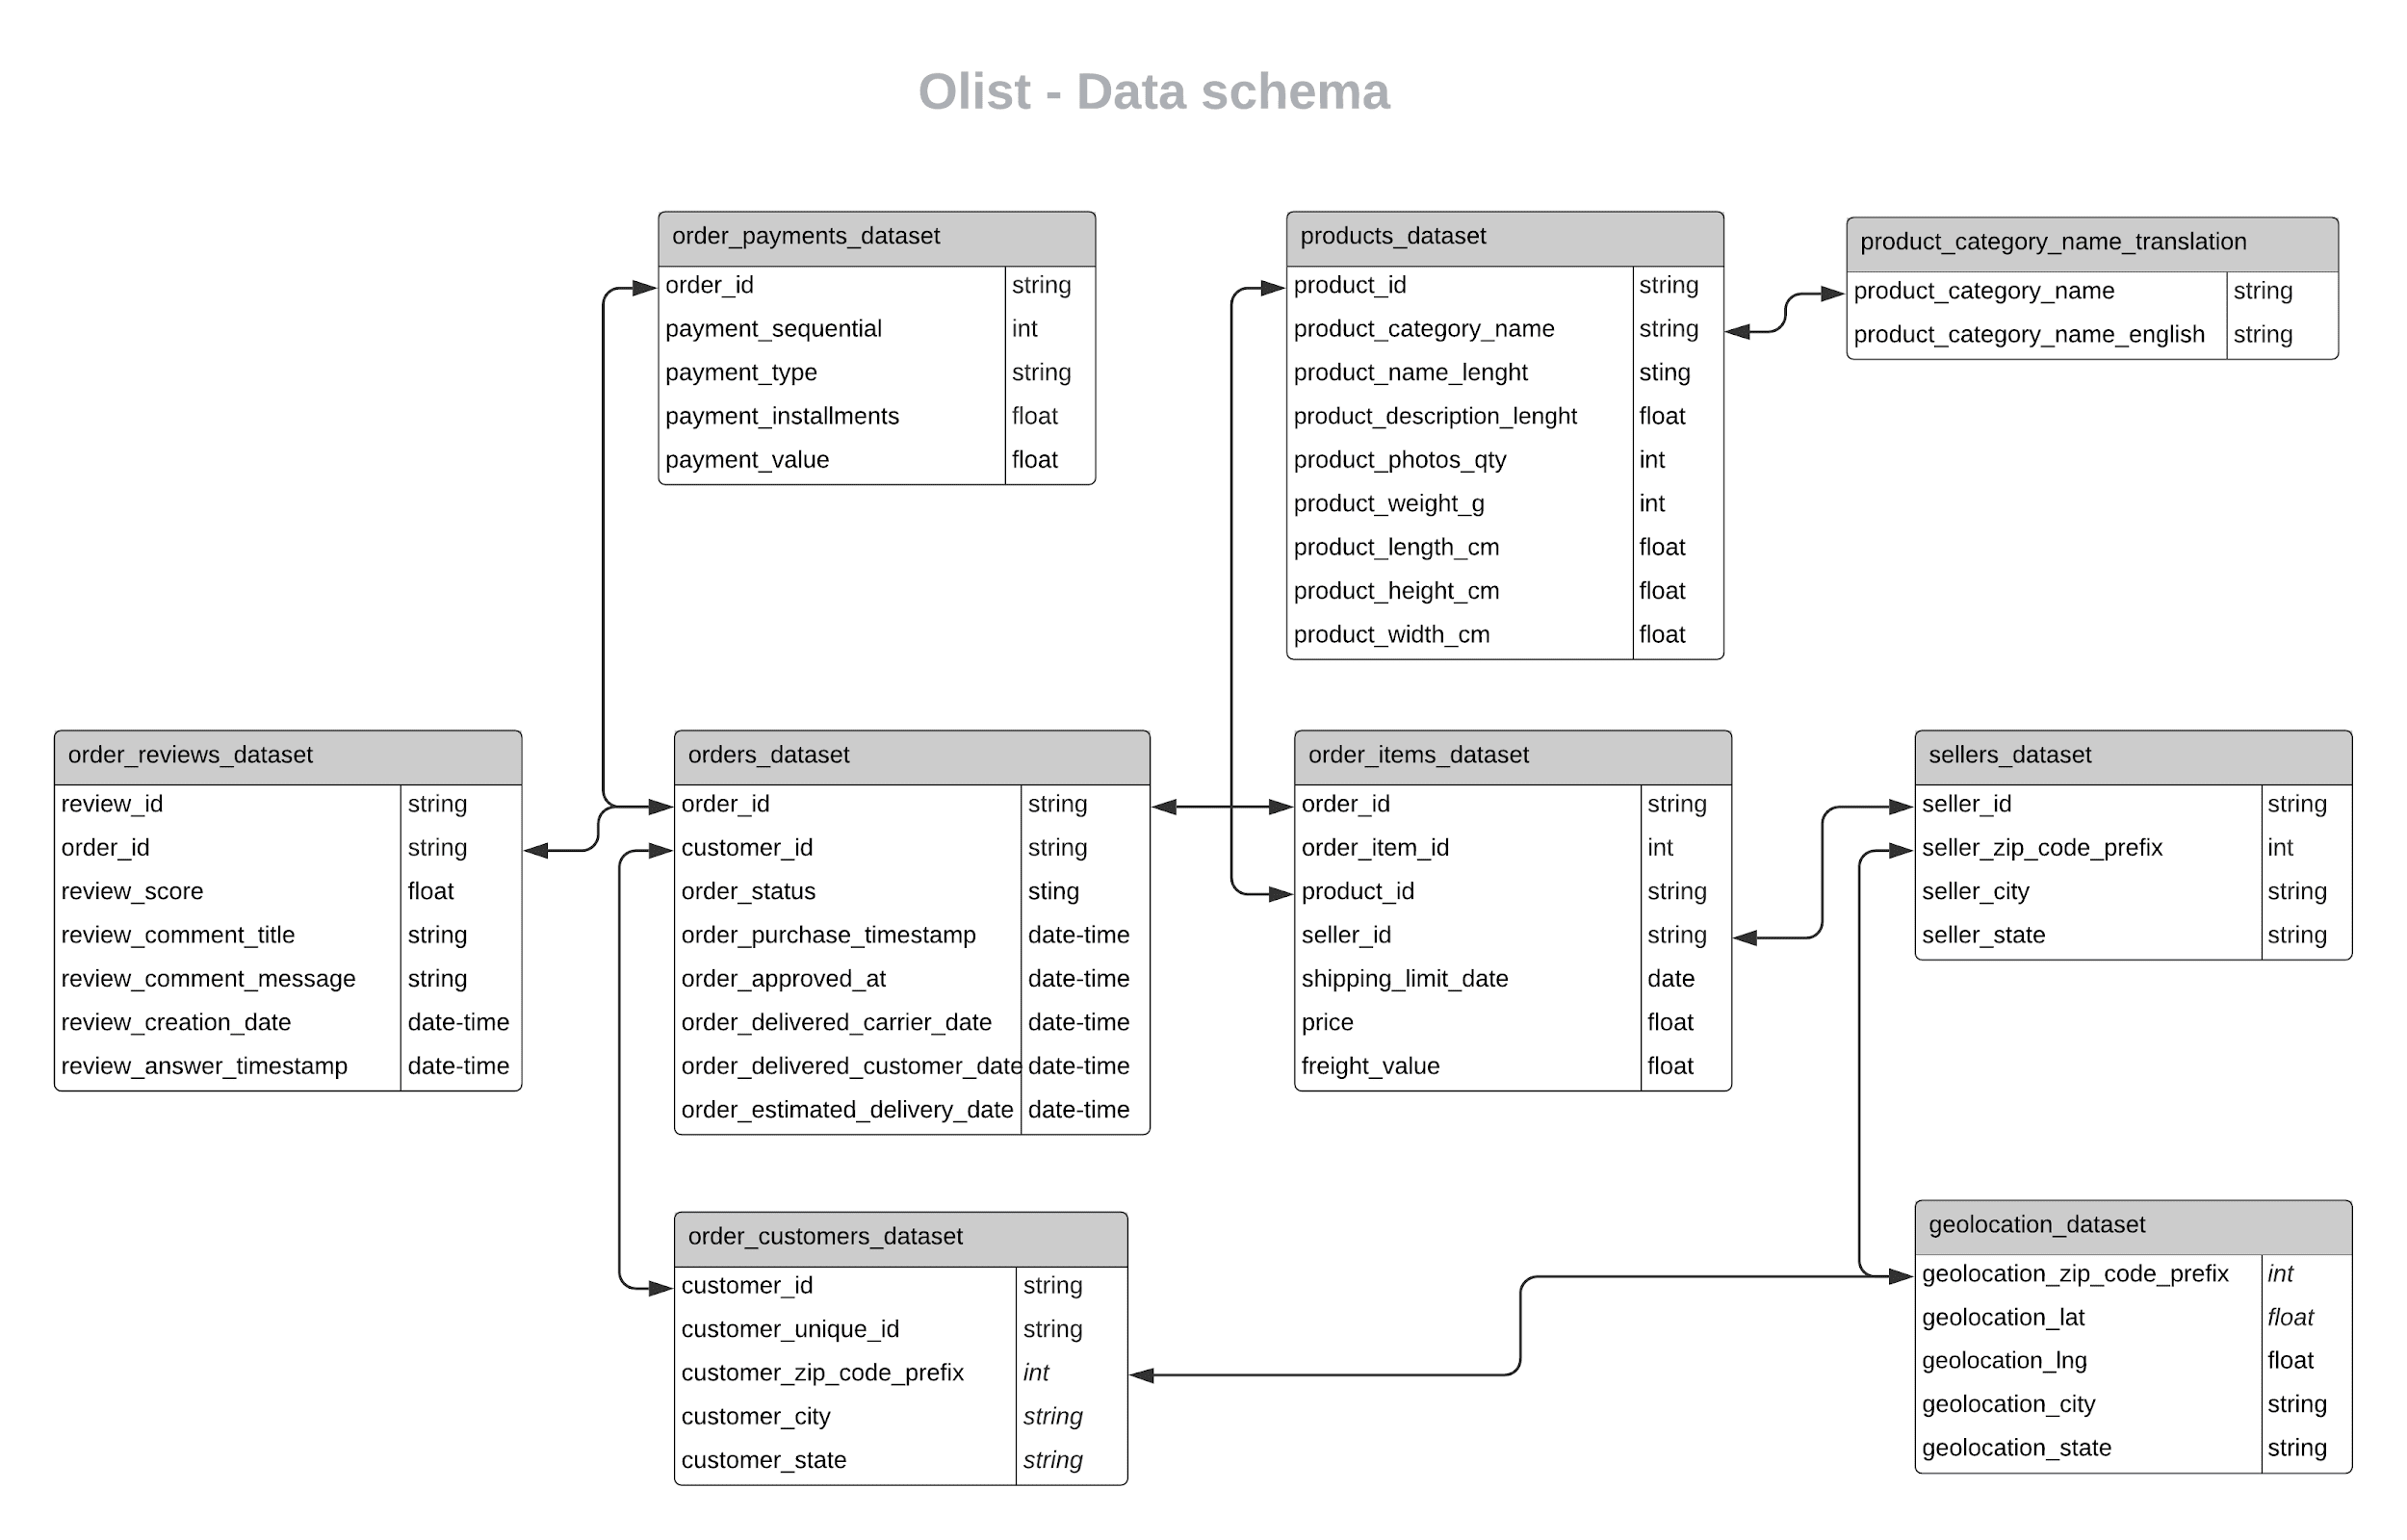 Olist - Data schema
order_payments_dataset
order_id string
payment_sequential int
payment_type string
payment_installments float
payment_value float
products_dataset
product_id string
product_category_name string
product_name_lenght sting
product_description_lenght float
product_photos_qty int
product_weight_g int
product_length_cm float
product_height_cm float
product_width_cm float
product_category_name_translation
product_category_name string
product_category_name_english string
order_reviews_dataset
review_id string
order_id string
review_score float
review_comment_title string
review_comment_message string
review_creation_date date-time
review_answer_timestamp date-time
orders_dataset
order_id string
customer_id string
order_status sting
order_purchase_timestamp date-time
order_approved_at date-time
order_delivered_carrier_date date-time
order_delivered_customer_date date-time
order_estimated_delivery_date date-time
order_items_dataset
order_id string
order_item_id int
product_id string
seller_id string
shipping_limit_date date
price float
freight_value float
sellers_dataset
seller_id string
seller_zip_code_prefix int
seller_city string
seller_state string
order_customers_dataset
customer_id string
customer_unique_id string
customer_zip_code_prefix int
customer_city string
customer_state string
geolocation_dataset
geolocation_zip_code_prefix int
geolocation_lat float
geolocation_lng float
geolocation_city string
geolocation_state string